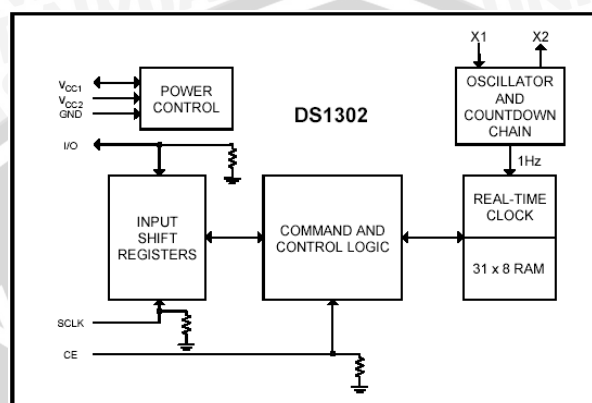 X1 X2
VCC1
VCC2
GND
POWER
CONTROL
DS1302
OSCILLATOR
AND
COUNTDOWN
CHAIN
I/O
1Hz
INPUT
SHIFT
REGISTERS
COMMAND AND
CONTROL LOGIC
REAL-TIME
CLOCK
31 x 8 RAM
SCLK
CE